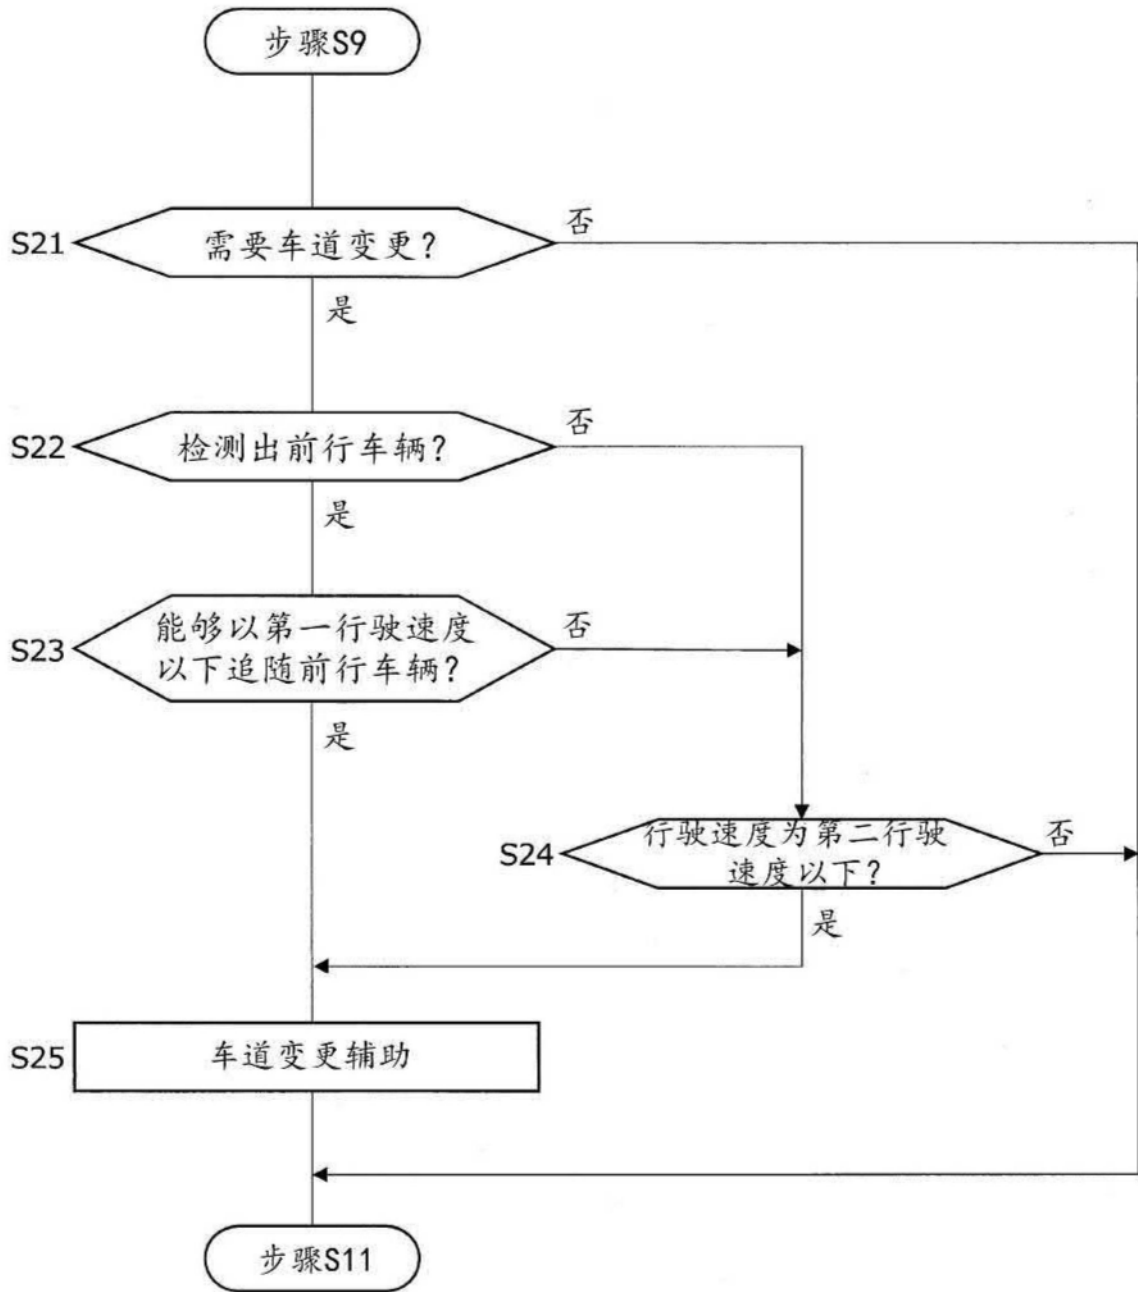 步骤S9
S21
需要车道变更?
否
是
S22
检测出前行车辆?
否
是
S23
能够以第一行驶速度
以下追随前行车辆?
否
是
S24
行驶速度为第二行驶
速度以下?
否
是
S25
车道变更辅助
步骤S11